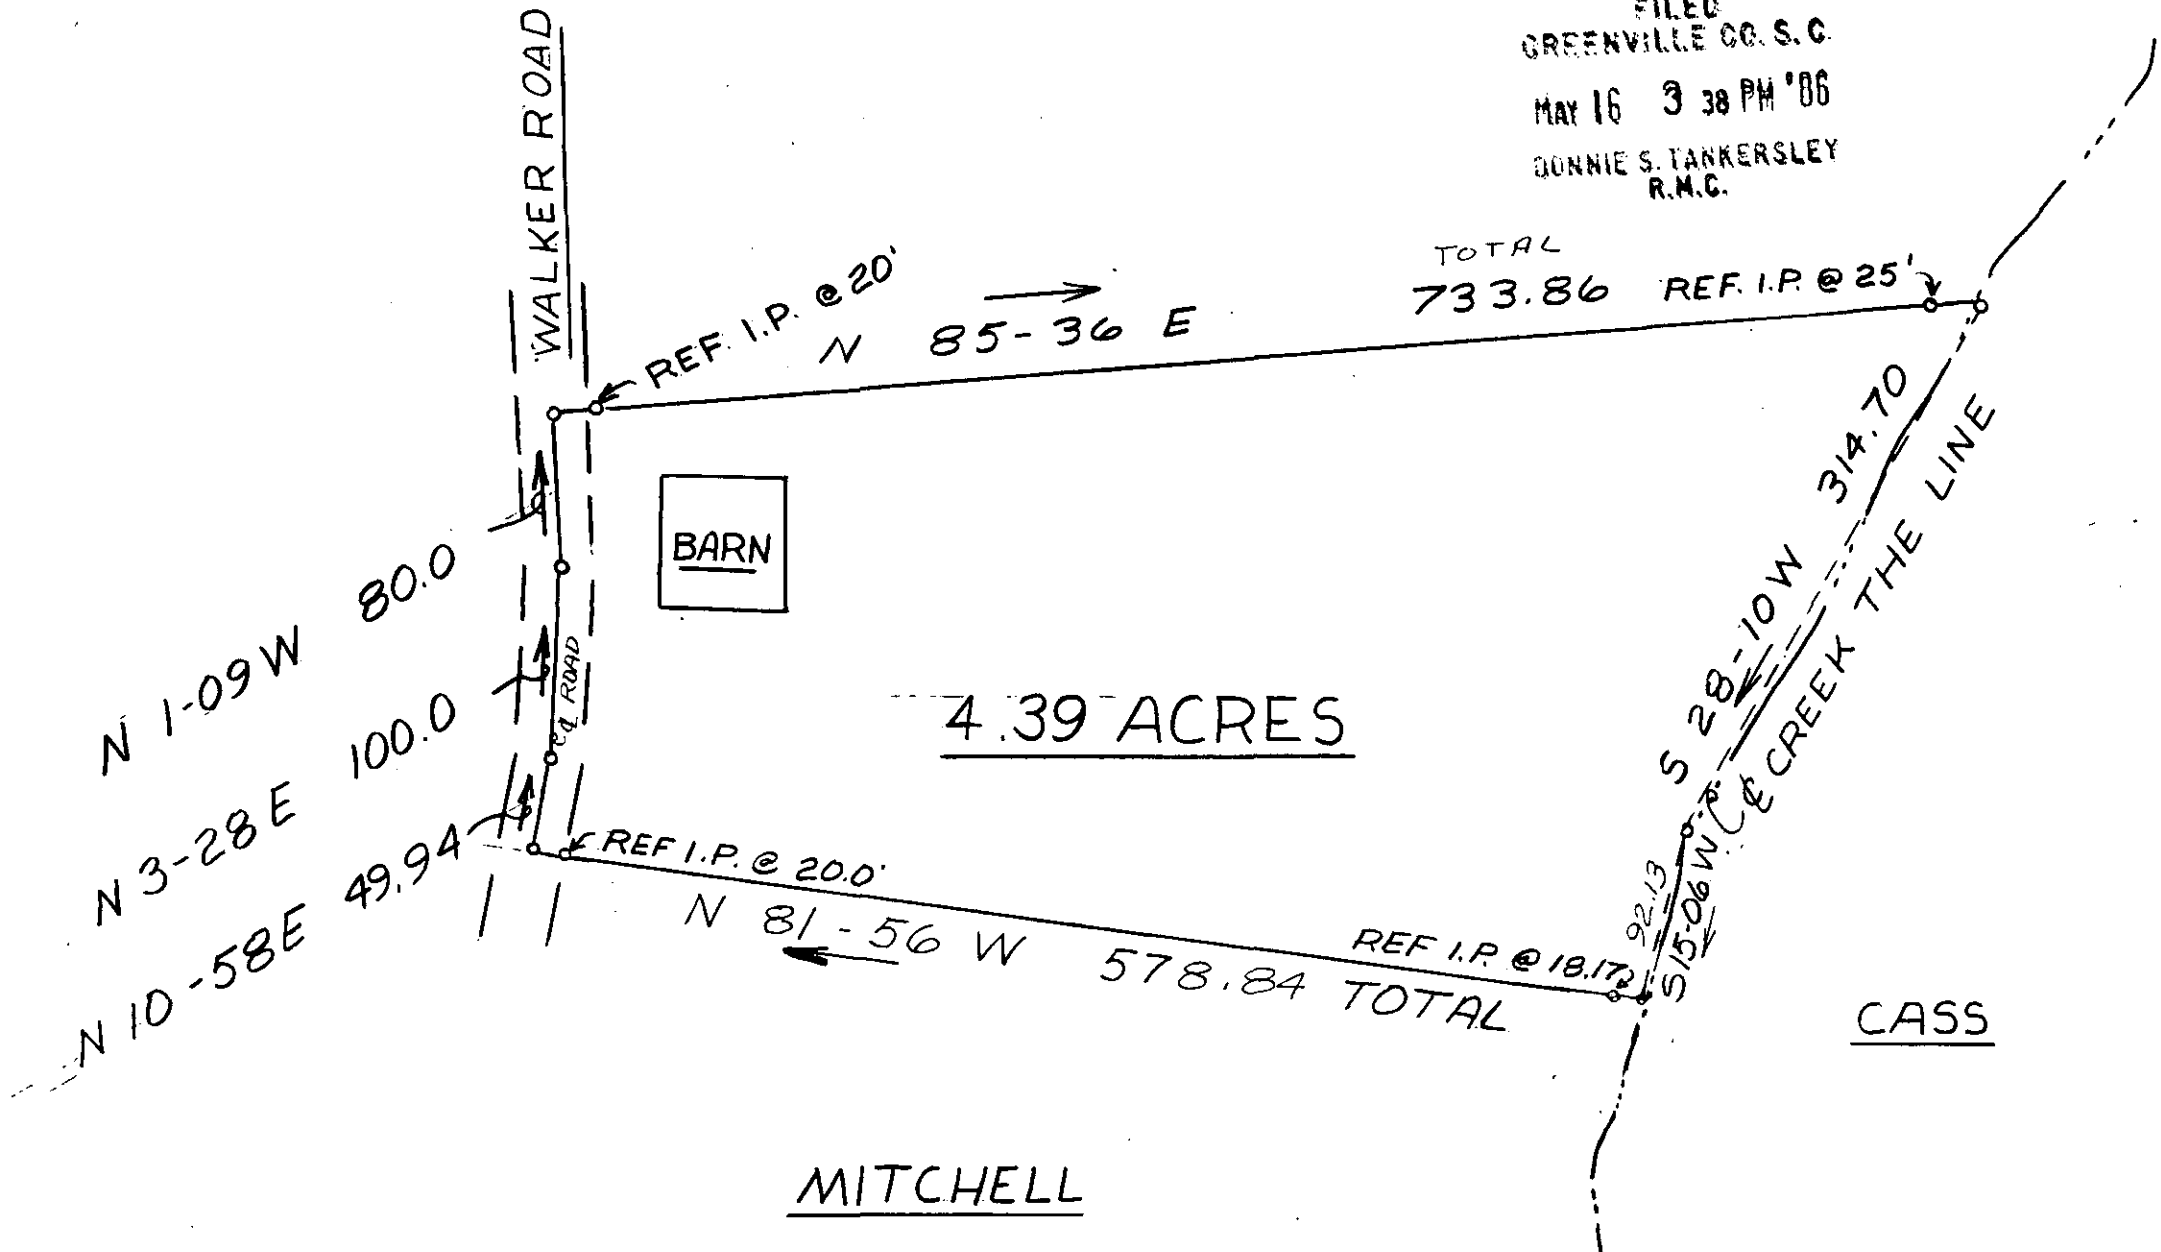 FILED
GREENVILLE CO. S. C.
MAY 16 3 38 PM '86
DONNIE S. TANKERSLEY
R.M.C.
WALKER ROAD
TOTAL
733.86 REF. I.P. @ 25'
REF. I.P. @ 20'
N 85-36 E
BARN
N 1-09 W 80.0
N 3-28 E 100.0
N 10-58 E 49.94
℄ ROAD
4.39 ACRES
S 28-10 W 314.70
℄ CREEK THE LINE
92.13
S 15-06 W
REF I.P. @ 20.0'
N 81-56 W 578.84 TOTAL
REF I.P. @ 18.17
CASS
MITCHELL